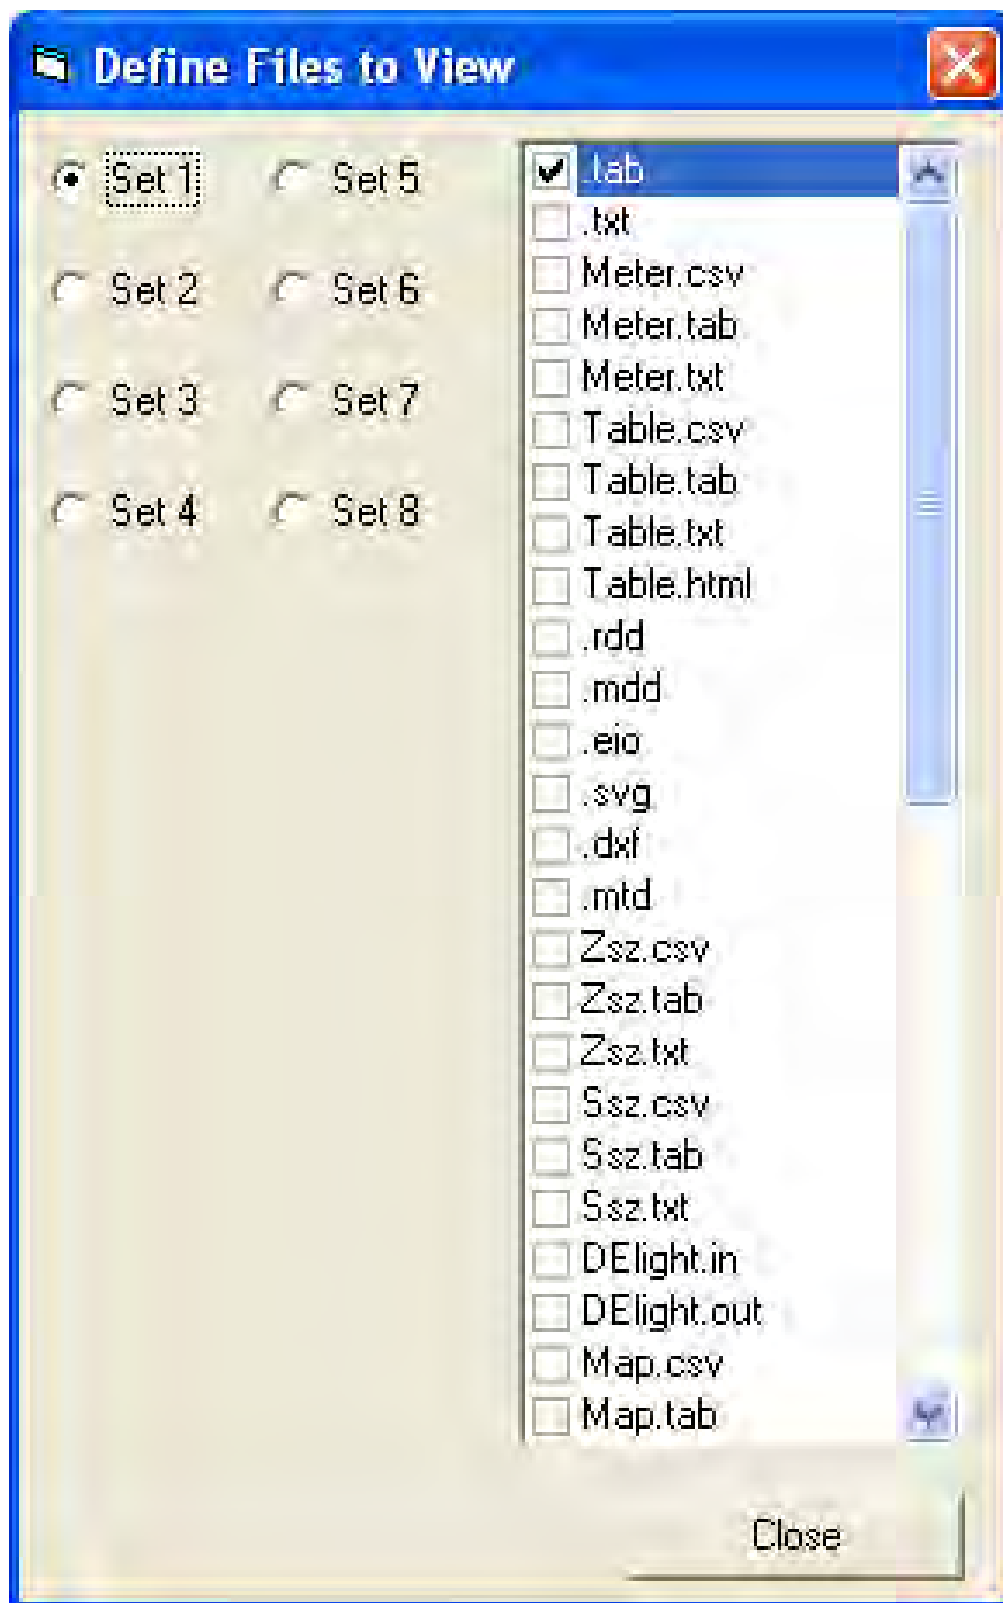 Define Files to View
Set 1
Set 5
Set 2
Set 6
Set 3
Set 7
Set 4
Set 8
.tab
.txt
Meter.csv
Meter.tab
Meter.txt
Table.csv
Table.tab
Table.txt
Table.html
.rdd
.mdd
.eio
.svg
.dxf
.mtd
Zsz.csv
Zsz.tab
Zsz.txt
Ssz.csv
Ssz.tab
Ssz.txt
DElight.in
DElight.out
Map.csv
Map.tab
Close